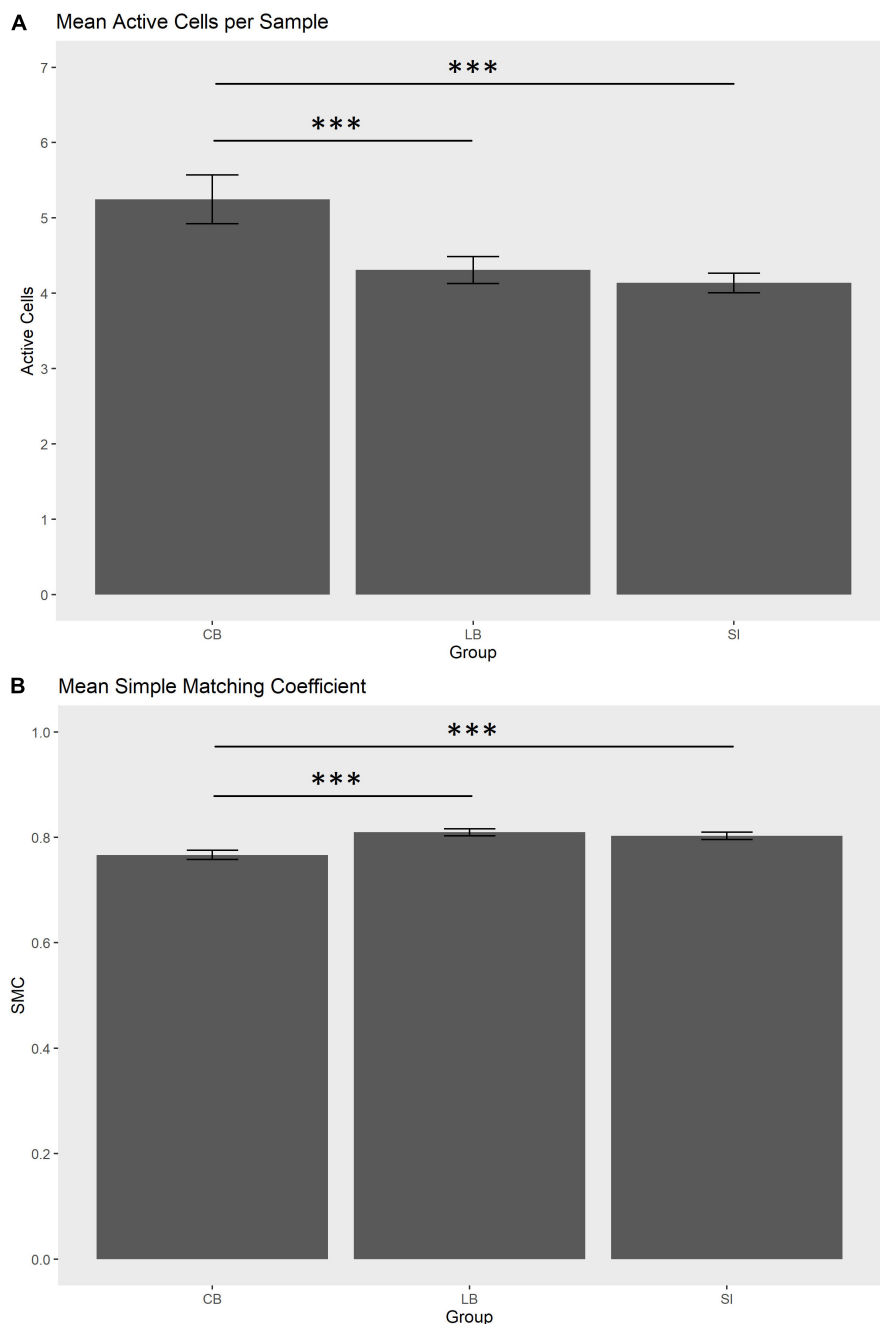 A Mean Active Cells per Sample
7
***
6
***
5
4
Active Cells
3
2
1
0
CB LB SI
Group
B Mean Simple Matching Coefficient
1.0
***
***
0.8
0.6
SMC
0.4
0.2
0.0
CB LB SI
Group